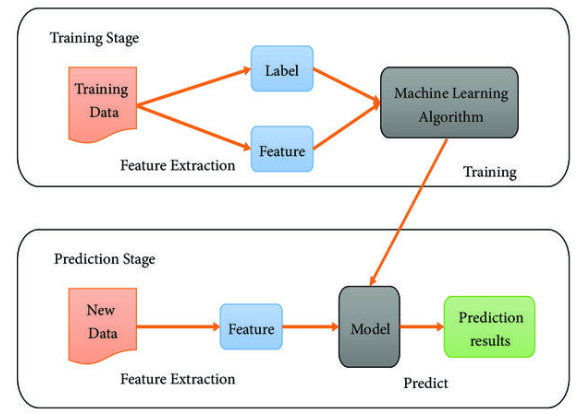 Training Stage
Label
Training
Data
Machine Learning
Algorithm
Feature
Feature Extraction
Training
Prediction Stage
New
Data
Feature
Model
Prediction
results
Feature Extraction
Predict